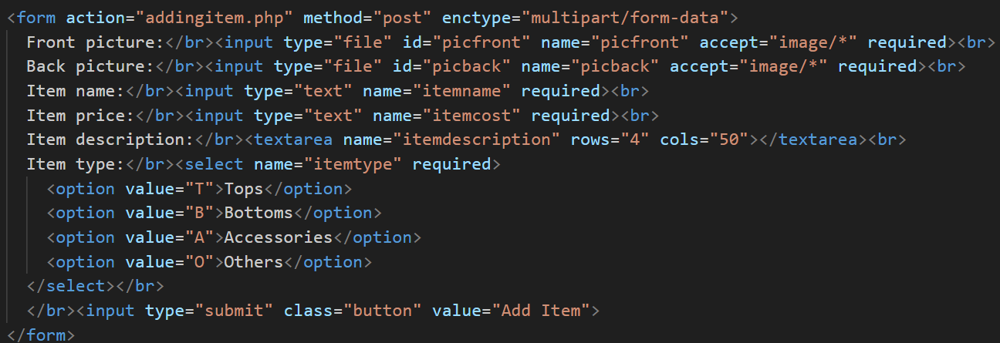 <form action="addingitem.php" method="post" enctype="multipart/form-data">
Front picture:</br><input type="file" id="picfront" name="picfront" accept="image/*" required><br>
Back picture:</br><input type="file" id="picback" name="picback" accept="image/*" required><br>
Item name:</br><input type="text" name="itemname" required><br>
Item price:</br><input type="text" name="itemcost" required><br>
Item description:</br><textarea name="itemdescription" rows="4" cols="50"></textarea><br>
Item type:</br><select name="itemtype" required>
<option value="T">Tops</option>
<option value="B">Bottoms</option>
<option value="A">Accessories</option>
<option value="O">Others</option>
</select></br>
</br><input type="submit" class="button" value="Add Item">
</form>